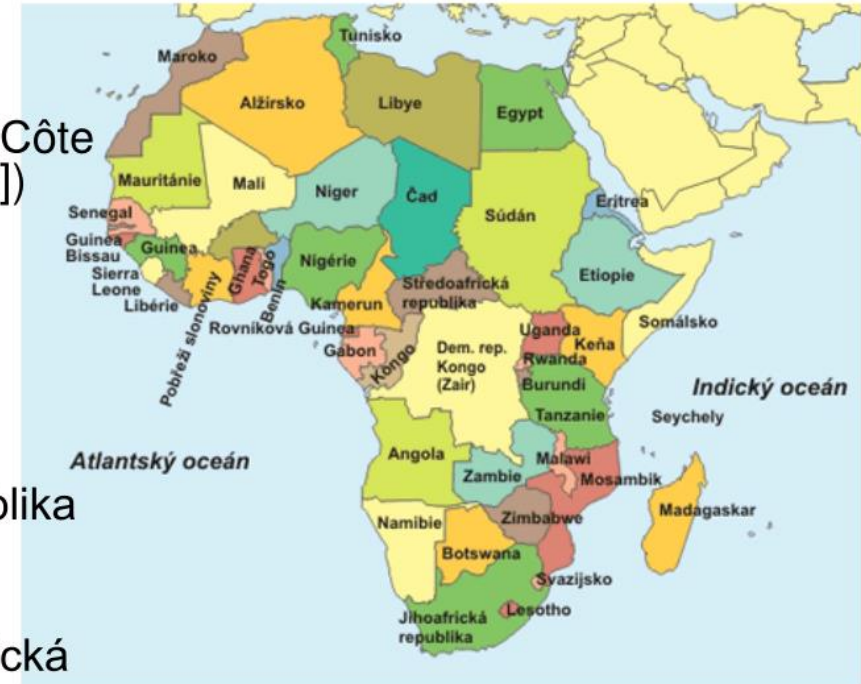 Côte
])
olika
cká
Tunisko
Maroko
Alžírsko
Libye
Egypt
Mauritánie
Mali
Niger
Čad
Súdán
Eritrea
Senegal
Guinea
Bissau
Guinea
Sierra
Leone
Libérie
Pobřeží slonoviny
Ghana
Togo
Benin
Nigérie
Kamerun
Středoafrická
republika
Etiopie
Somálsko
Rovníková Guinea
Gabon
Kongo
Dem. rep.
Kongo
(Zair)
Uganda
Keňa
Rwanda
Burundi
Tanzanie
Indický oceán
Seychely
Atlantský oceán
Angola
Zambie
Malawi
Mosambik
Madagaskar
Namibie
Zimbabwe
Botswana
Svazijsko
Lesotho
Jihoafrická
republika